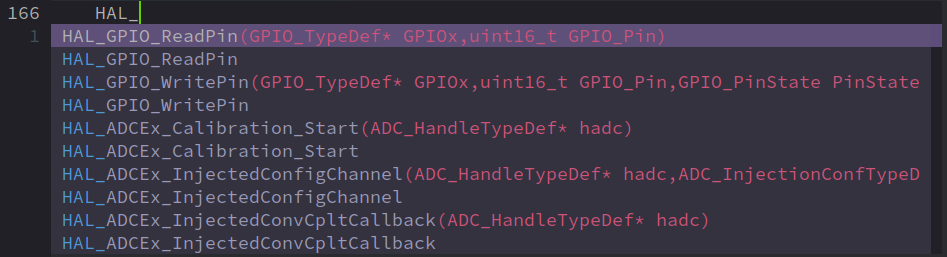 166 HAL_
1 HAL_GPIO_ReadPin(GPIO_TypeDef* GPIOx,uint16_t GPIO_Pin)
HAL_GPIO_ReadPin
HAL_GPIO_WritePin(GPIO_TypeDef* GPIOx,uint16_t GPIO_Pin,GPIO_PinState PinState
HAL_GPIO_WritePin
HAL_ADCEx_Calibration_Start(ADC_HandleTypeDef* hadc)
HAL_ADCEx_Calibration_Start
HAL_ADCEx_InjectedConfigChannel(ADC_HandleTypeDef* hadc,ADC_InjectionConfTypeD
HAL_ADCEx_InjectedConfigChannel
HAL_ADCEx_InjectedConvCpltCallback(ADC_HandleTypeDef* hadc)
HAL_ADCEx_InjectedConvCpltCallback